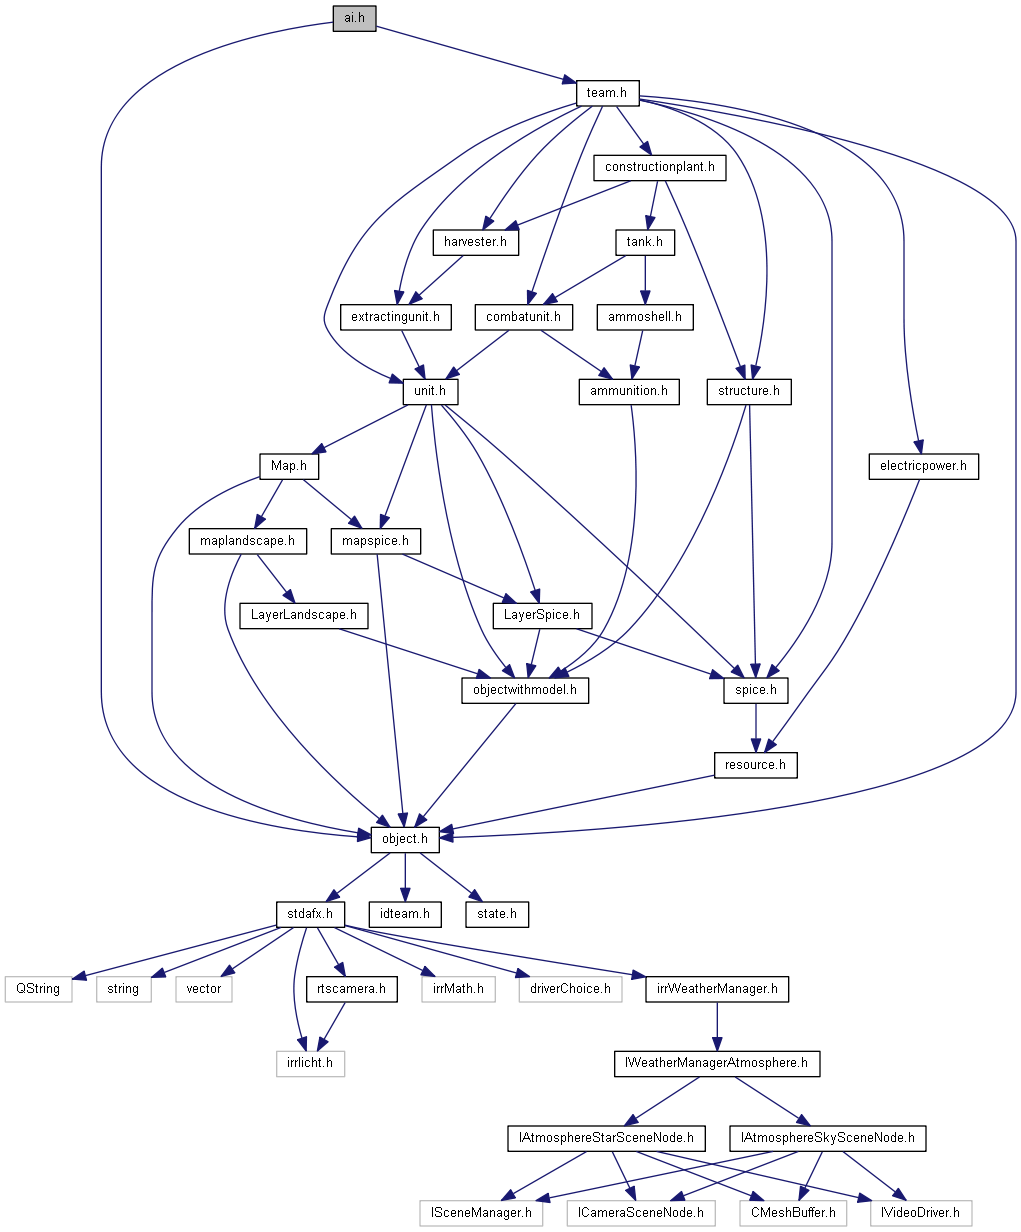 ai.h
team.h
constructionplant.h
harvester.h
tank.h
extractingunit.h
combatunit.h
ammoshell.h
unit.h
ammunition.h
structure.h
Map.h
electricpower.h
maplandscape.h
mapspice.h
LayerLandscape.h
LayerSpice.h
objectwithmodel.h
spice.h
resource.h
object.h
stdafx.h
idteam.h
state.h
QString
string
vector
rtscamera.h
irrMath.h
driverChoice.h
irrWeatherManager.h
irrlicht.h
IWeatherManagerAtmosphere.h
IAtmosphereStarSceneNode.h
IAtmosphereSkySceneNode.h
ISceneManager.h
ICameraSceneNode.h
CMeshBuffer.h
IVideoDriver.h